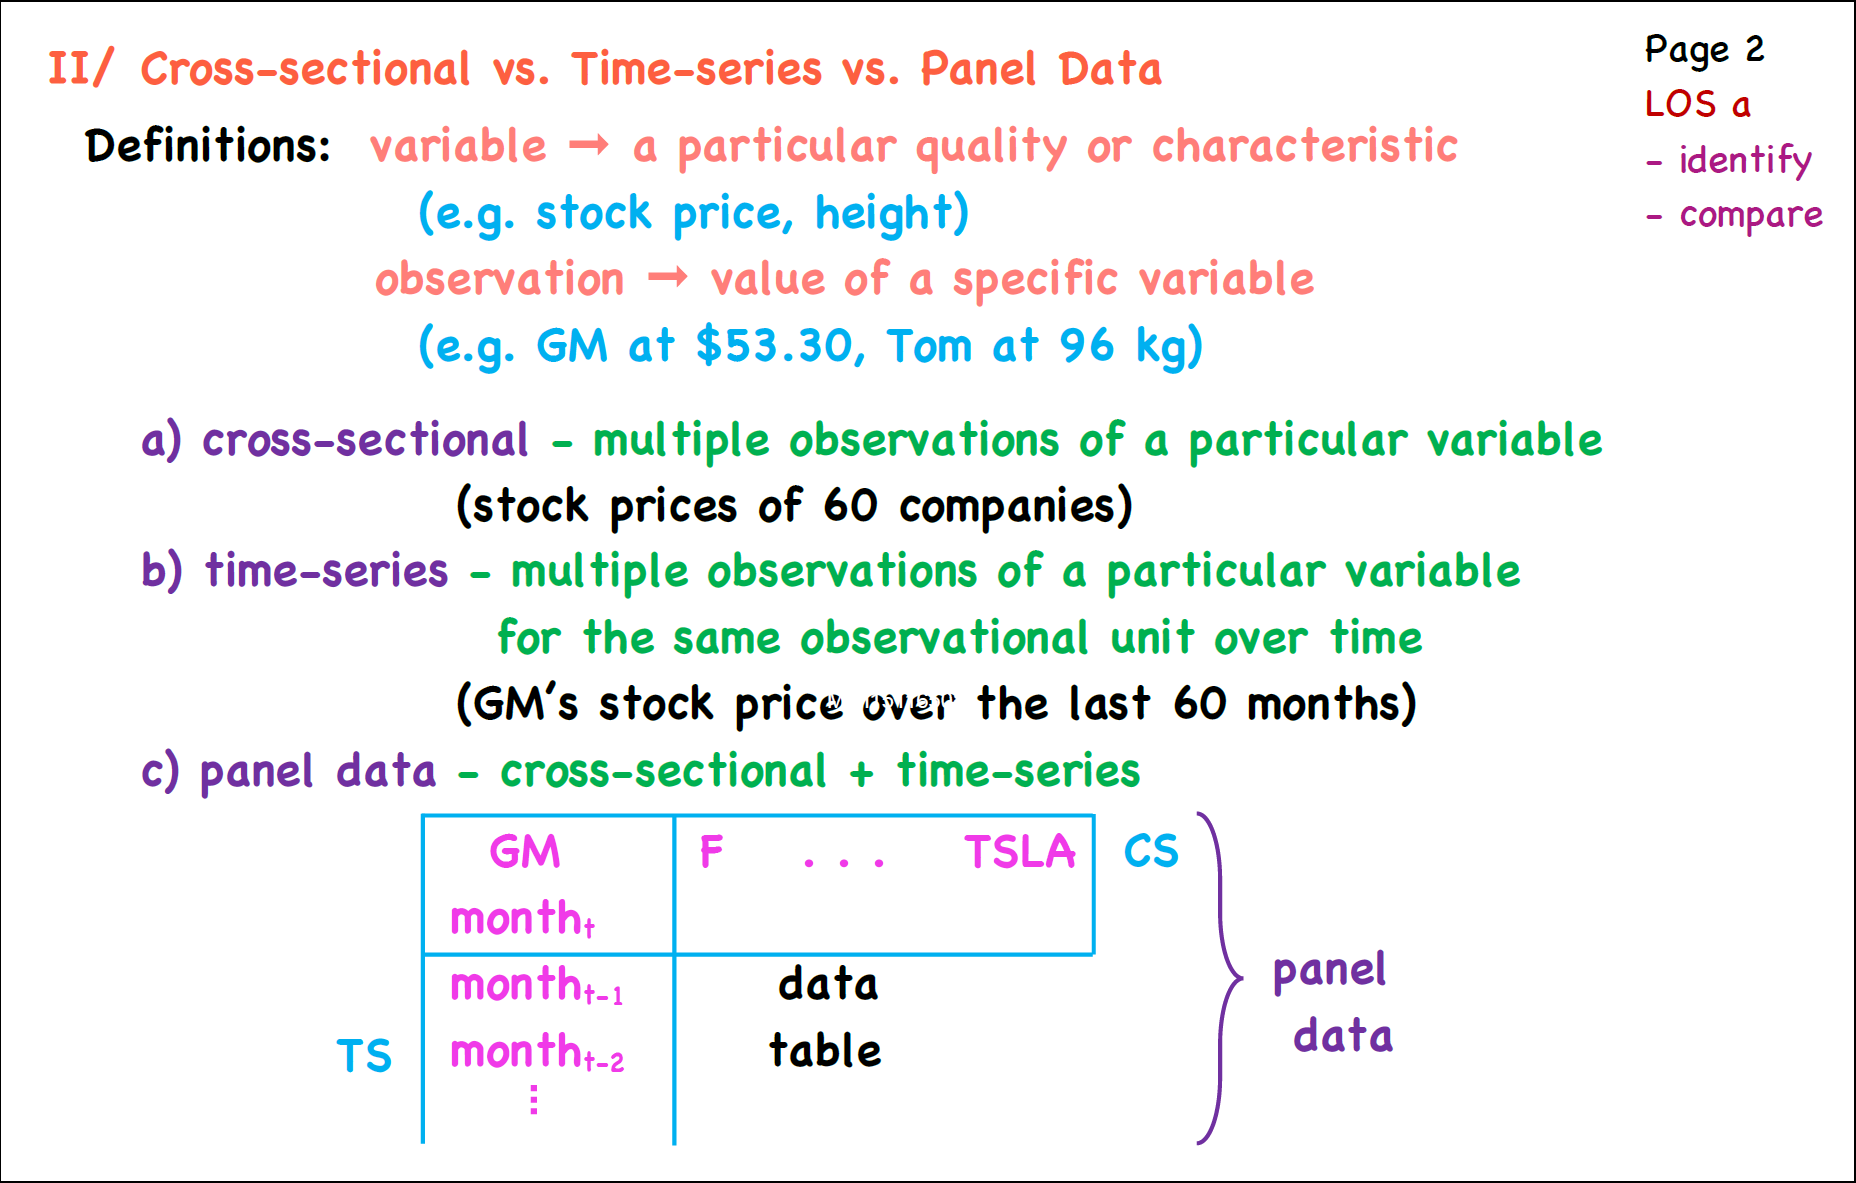 II/ Cross-sectional vs. Time-series vs. Panel Data
Page 2
LOS a
- identify
- compare
Definitions: variable → a particular quality or characteristic
(e.g. stock price, height)
observation → value of a specific variable
(e.g. GM at $53.30, Tom at 96 kg)
a) cross-sectional - multiple observations of a particular variable
(stock prices of 60 companies)
b) time-series - multiple observations of a particular variable
for the same observational unit over time
(GM's stock price over the last 60 months)
c) panel data - cross-sectional + time-series
GM F . . . TSLA CS
month t
month t-1 data
TS month t-2 table
⋮
panel
data